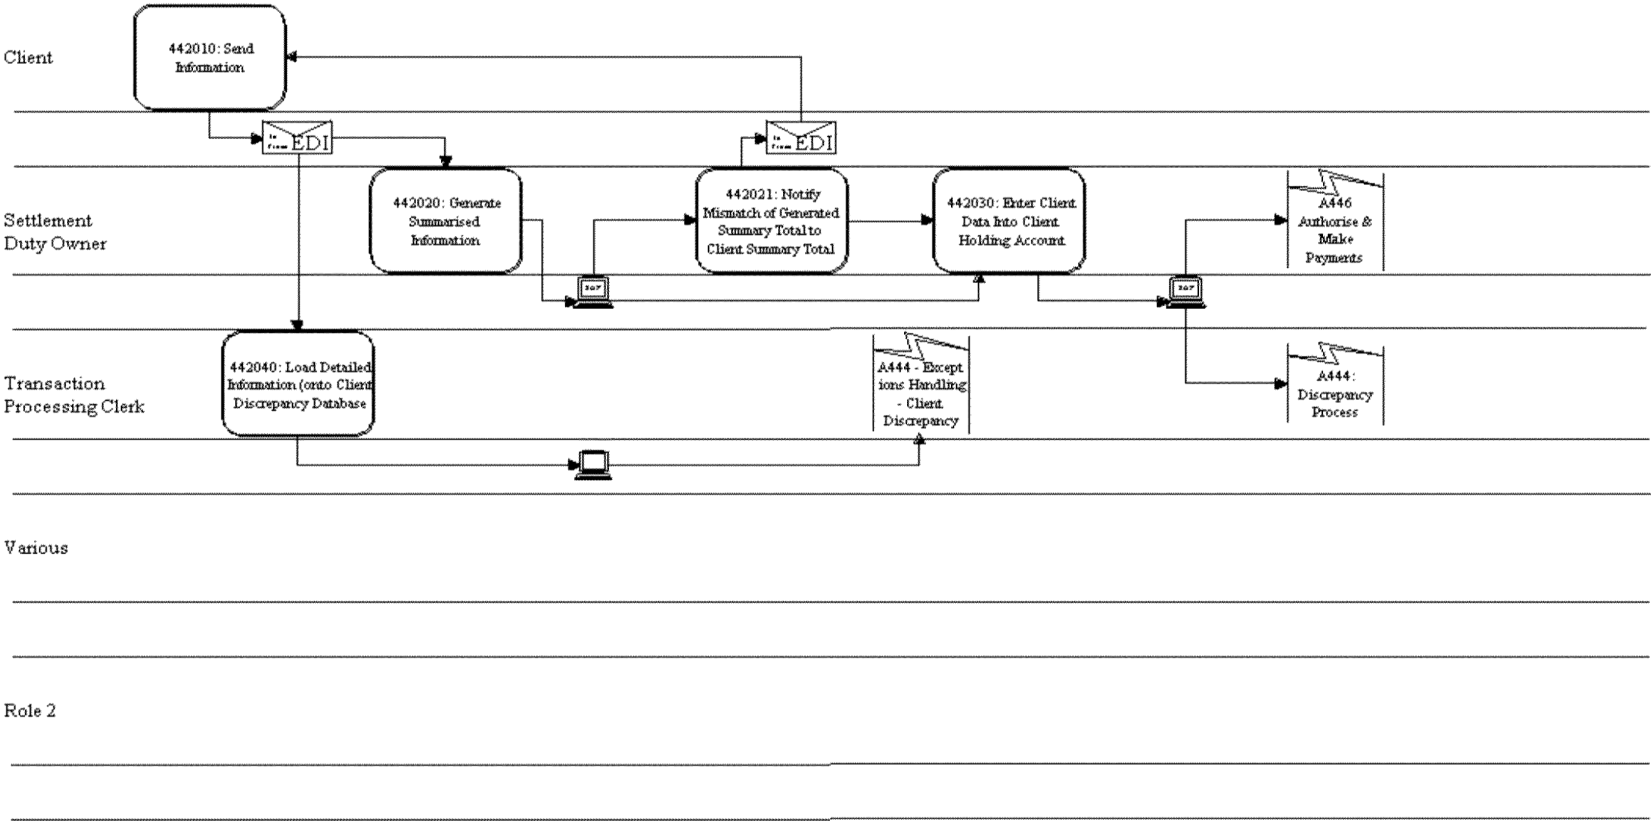 Client
442010: Send
Information
EDI
EDI
Settlement
Duty Owner
442020: Generate
Summarised
Information
442021: Notify
Mismatch of Generated
Summary Total to
Client Summary Total
442030: Enter Client
Data Into Client
Holding Account
A446
Authorise &
Make
Payments
Transaction
Processing Clerk
442040: Load Detailed
Information (onto Client
Discrepancy Database
A444 - Except
ions Handling
- Client
Discrepancy
A444:
Discrepancy
Process
Various
Role 2